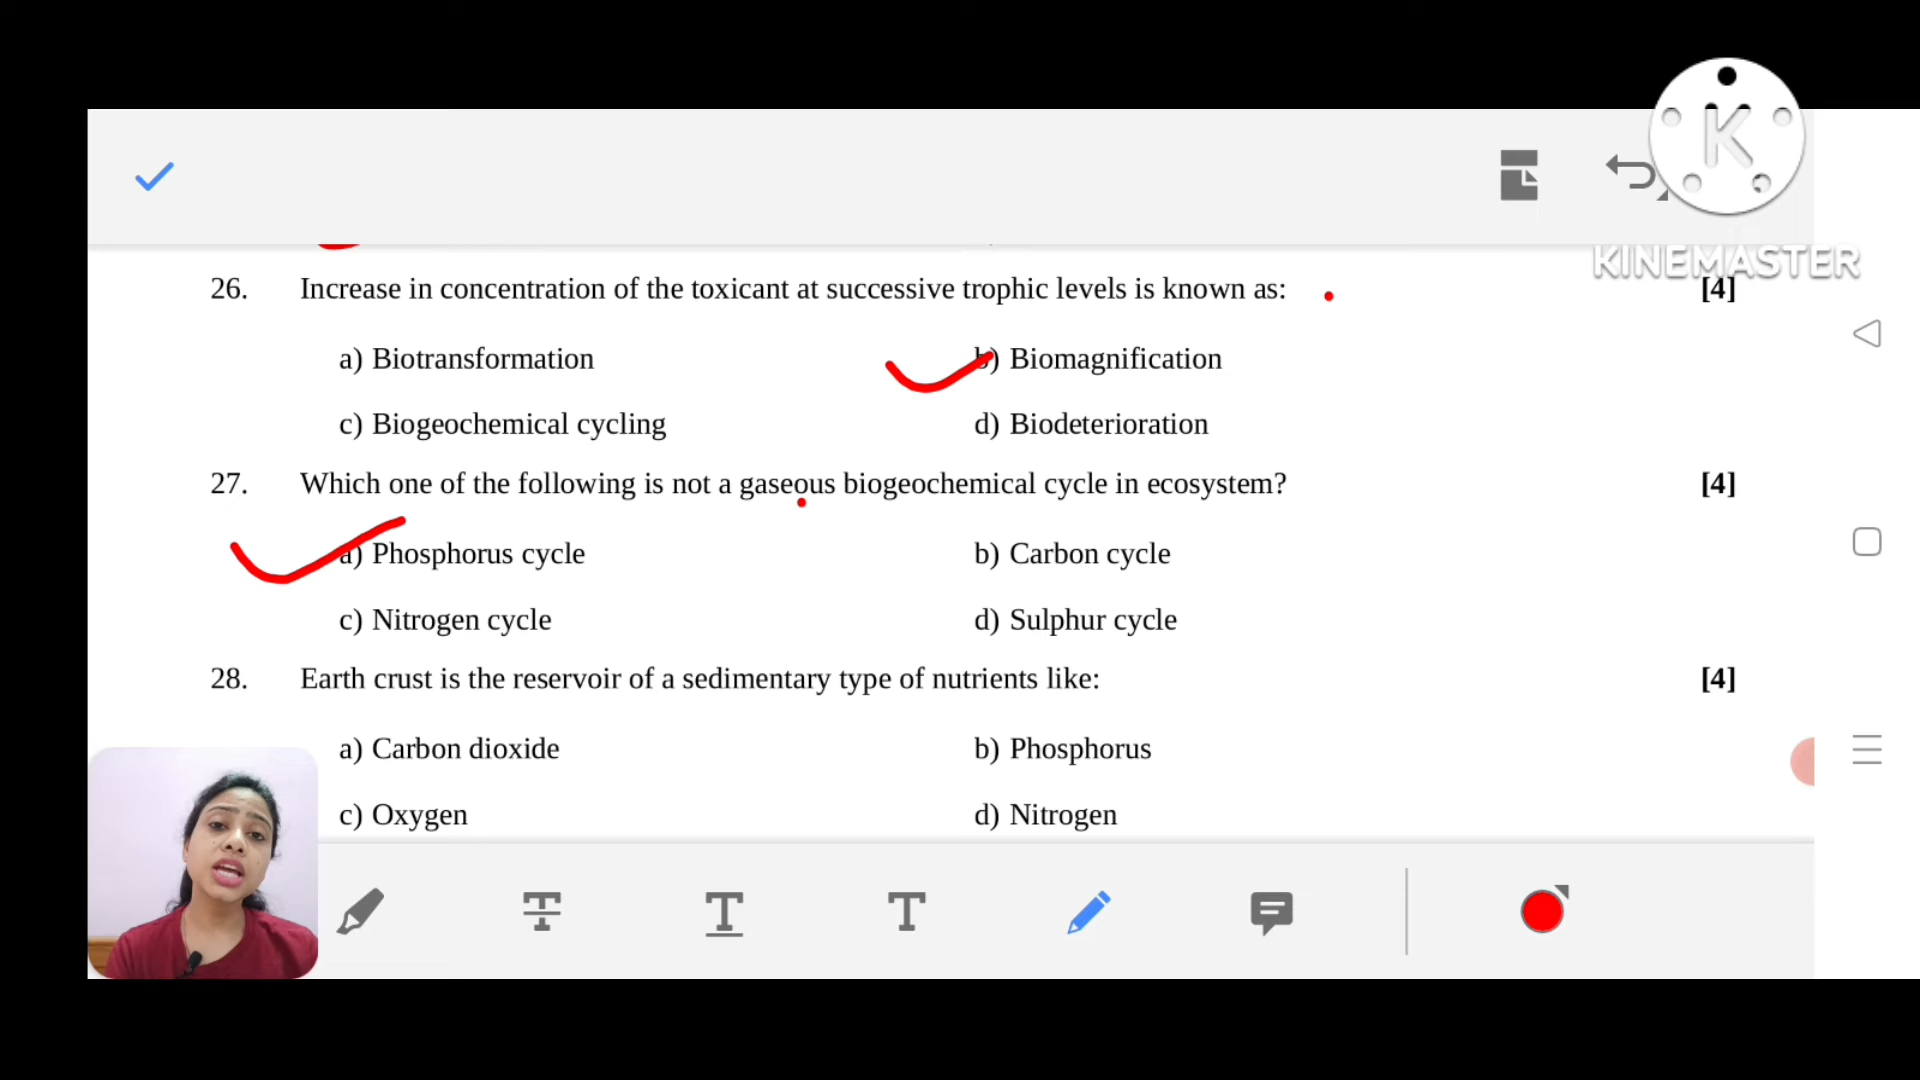 K
KINEMASTER
26. Increase in concentration of the toxicant at successive trophic levels is known as: [4]
a) Biotransformation b) Biomagnification
c) Biogeochemical cycling d) Biodeterioration
27. Which one of the following is not a gaseous biogeochemical cycle in ecosystem? [4]
a) Phosphorus cycle b) Carbon cycle
c) Nitrogen cycle d) Sulphur cycle
28. Earth crust is the reservoir of a sedimentary type of nutrients like: [4]
a) Carbon dioxide b) Phosphorus
c) Oxygen d) Nitrogen
T T T